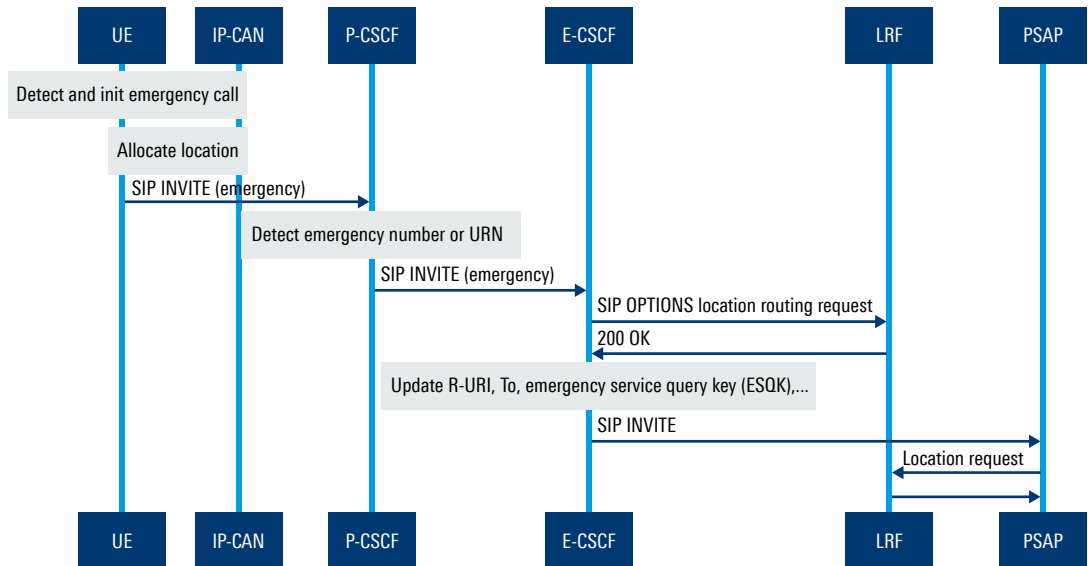 UE IP-CAN P-CSCF E-CSCF LRF PSAP
Detect and init emergency call
Allocate location
SIP INVITE (emergency)
Detect emergency number or URN
SIP INVITE (emergency)
SIP OPTIONS location routing request
200 OK
Update R-URI, To, emergency service query key (ESQK),...
SIP INVITE
Location request
UE IP-CAN P-CSCF E-CSCF LRF PSAP